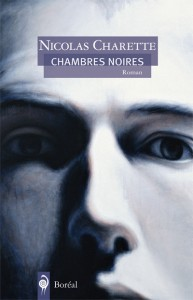 NICOLAS CHARETTE
CHAMBRES NOIRES
Roman
Boréal